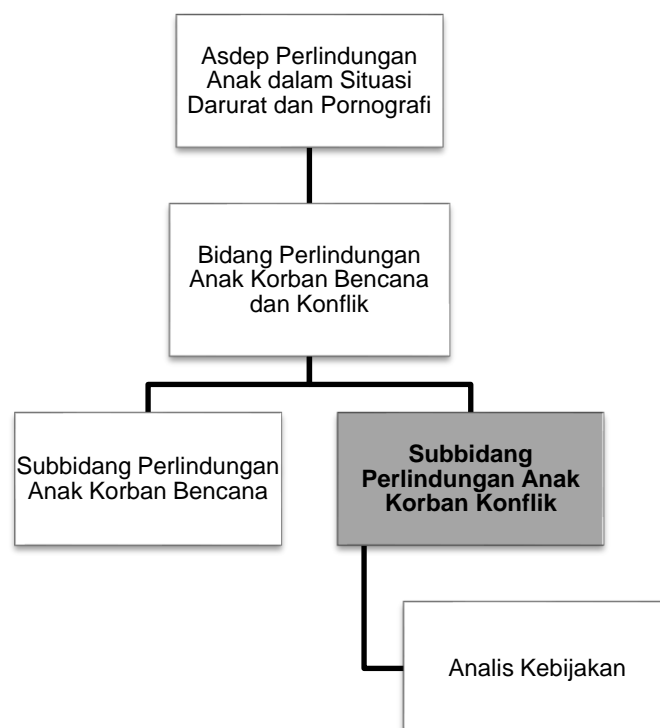 Asdep Perlindungan
Anak dalam Situasi
Darurat dan Pornografi
Bidang Perlindungan
Anak Korban Bencana
dan Konflik
Subbidang Perlindungan
Anak Korban Bencana
Subbidang
Perlindungan Anak
Korban Konflik
Analis Kebijakan